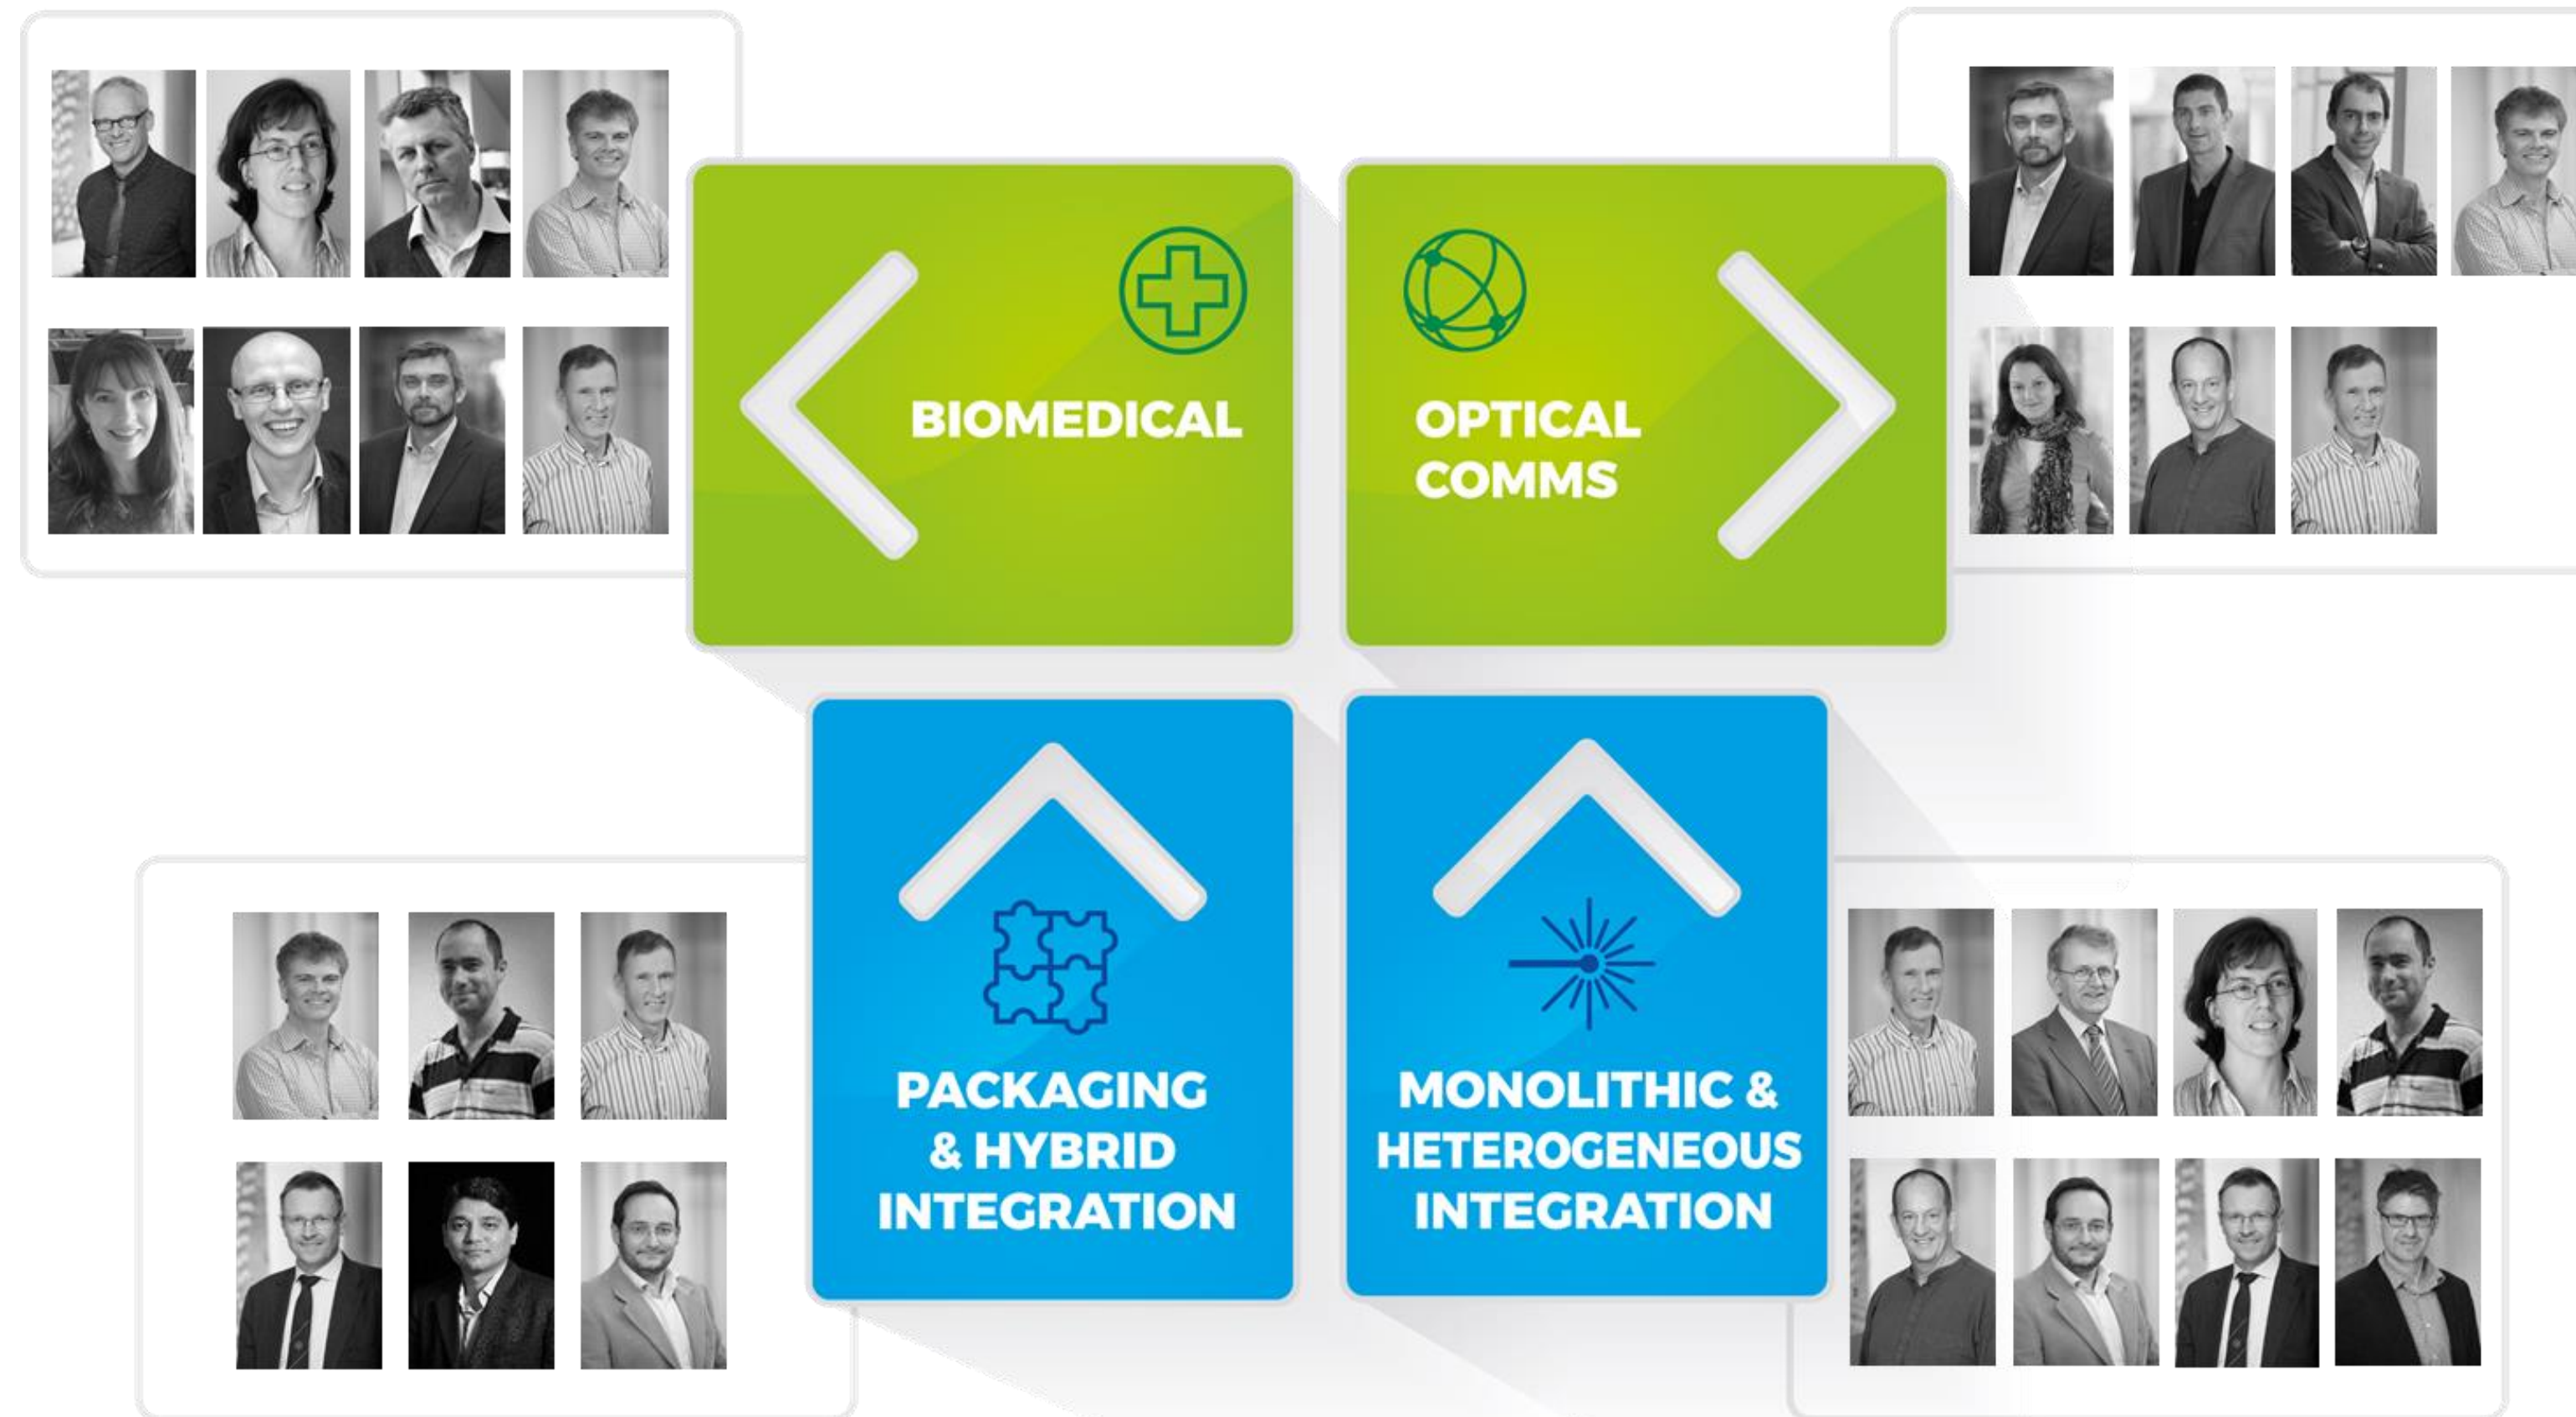 BIOMEDICAL
OPTICAL
COMMS
PACKAGING
& HYBRID
INTEGRATION
MONOLITHIC &
HETEROGENEOUS
INTEGRATION